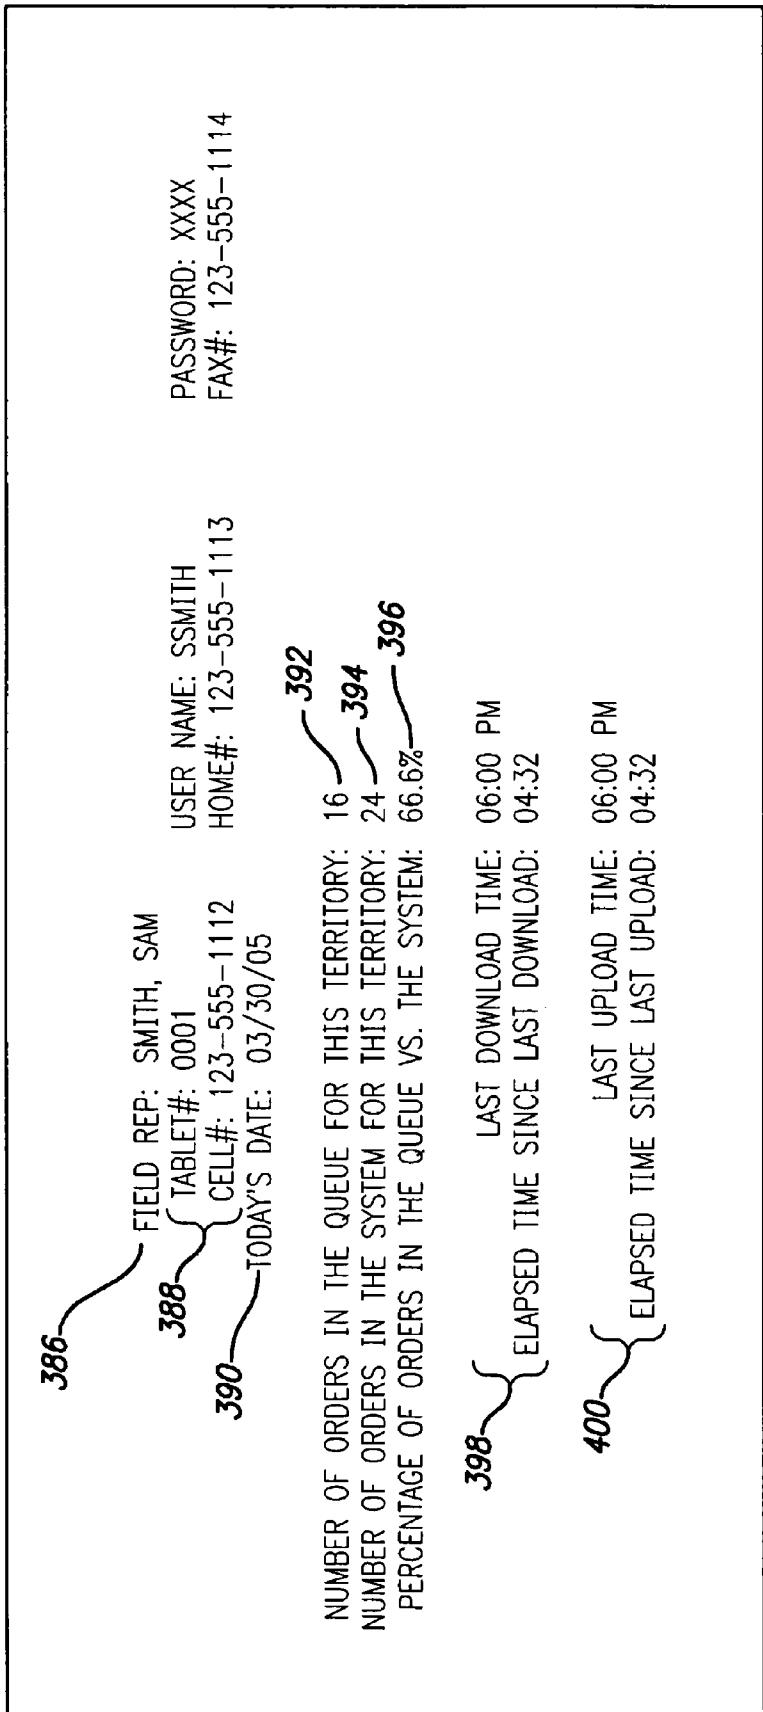 386 FIELD REP: SMITH, SAM
388 TABLET#: 0001 USER NAME: SSMITH PASSWORD: XXXX
CELL#: 123-555-1112 HOME#: 123-555-1113 FAX#: 123-555-1114
390 TODAY'S DATE: 03/30/05
NUMBER OF ORDERS IN THE QUEUE FOR THIS TERRITORY: 16 392
NUMBER OF ORDERS IN THE SYSTEM FOR THIS TERRITORY: 24 394
PERCENTAGE OF ORDERS IN THE QUEUE VS. THE SYSTEM: 66.6% 396
398 LAST DOWNLOAD TIME: 06:00 PM
ELAPSED TIME SINCE LAST DOWNLOAD: 04:32
400 LAST UPLOAD TIME: 06:00 PM
ELAPSED TIME SINCE LAST UPLOAD: 04:32